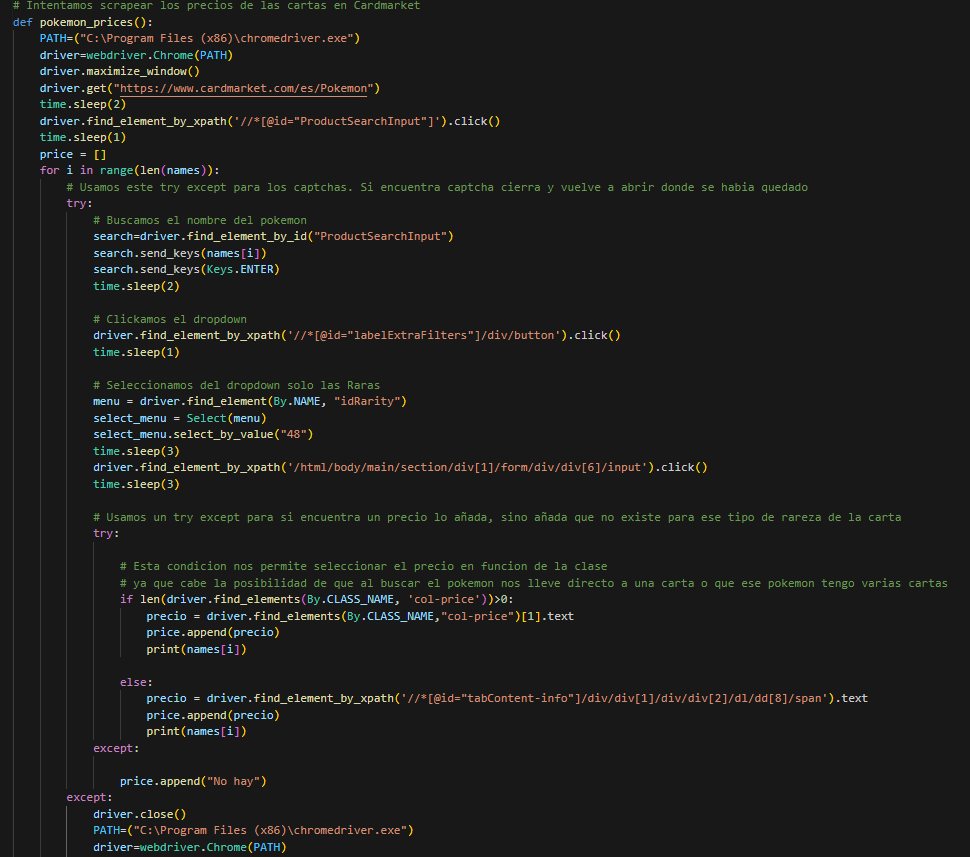 # Intentamos scrapear los precios de las cartas en Cardmarket
def pokemon_prices():
    PATH=("C:\Program Files (x86)\chromedriver.exe")
    driver=webdriver.Chrome(PATH)
    driver.maximize_window()
    driver.get("https://www.cardmarket.com/es/Pokemon")
    time.sleep(2)
    driver.find_element_by_xpath('//*[@id="ProductSearchInput"]').click()
    time.sleep(1)
    price = []
    for i in range(len(names)):
        # Usamos este try except para los captchas. Si encuentra captcha cierra y vuelve a abrir donde se habia quedado
        try:
            # Buscamos el nombre del pokemon
            search=driver.find_element_by_id("ProductSearchInput")
            search.send_keys(names[i])
            search.send_keys(Keys.ENTER)
            time.sleep(2)

            # Clickamos el dropdown
            driver.find_element_by_xpath('//*[@id="labelExtraFilters"]/div/button').click()
            time.sleep(1)

            # Seleccionamos del dropdown solo las Raras
            menu = driver.find_element(By.NAME, "idRarity")
            select_menu = Select(menu)
            select_menu.select_by_value("48")
            time.sleep(3)
            driver.find_element_by_xpath('/html/body/main/section/div[1]/form/div/div[6]/input').click()
            time.sleep(3)

            # Usamos un try except para si encuentra un precio lo añada, sino añada que no existe para ese tipo de rareza de la carta
            try:

                # Esta condicion nos permite seleccionar el precio en funcion de la clase
                # ya que cabe la posibilidad de que al buscar el pokemon nos lleve directo a una carta o que ese pokemon tengo varias cartas
                if len(driver.find_elements(By.CLASS_NAME, 'col-price'))>0:
                    precio = driver.find_elements(By.CLASS_NAME,"col-price")[1].text
                    price.append(precio)
                    print(names[i])

                else:
                    precio = driver.find_element_by_xpath('//*[@id="tabContent-info"]/div/div[1]/div/div[2]/dl/dd[8]/span').text
                    price.append(precio)
                    print(names[i])
            except:

                price.append("No hay")
        except:
            driver.close()
            PATH=("C:\Program Files (x86)\chromedriver.exe")
            driver=webdriver.Chrome(PATH)